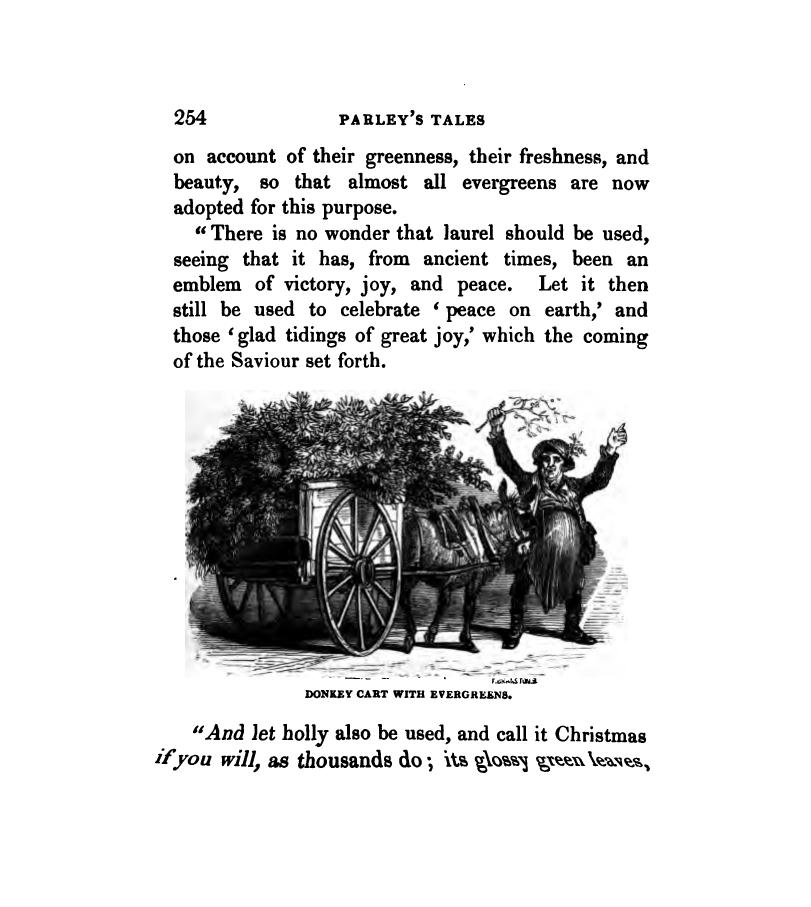 254 PARLEY'S TALES
on account of their greenness, their freshness, and
beauty, so that almost all evergreens are now
adopted for this purpose.
“There is no wonder that laurel should be used,
seeing that it has, from ancient times, been an
emblem of victory, joy, and peace. Let it then
still be used to celebrate ‘peace on earth,’ and
those ‘glad tidings of great joy,’ which the coming
of the Saviour set forth.
DONKEY CART WITH EVERGREENS.
“And let holly also be used, and call it Christmas
if you will, as thousands do; its glossy green leaves,